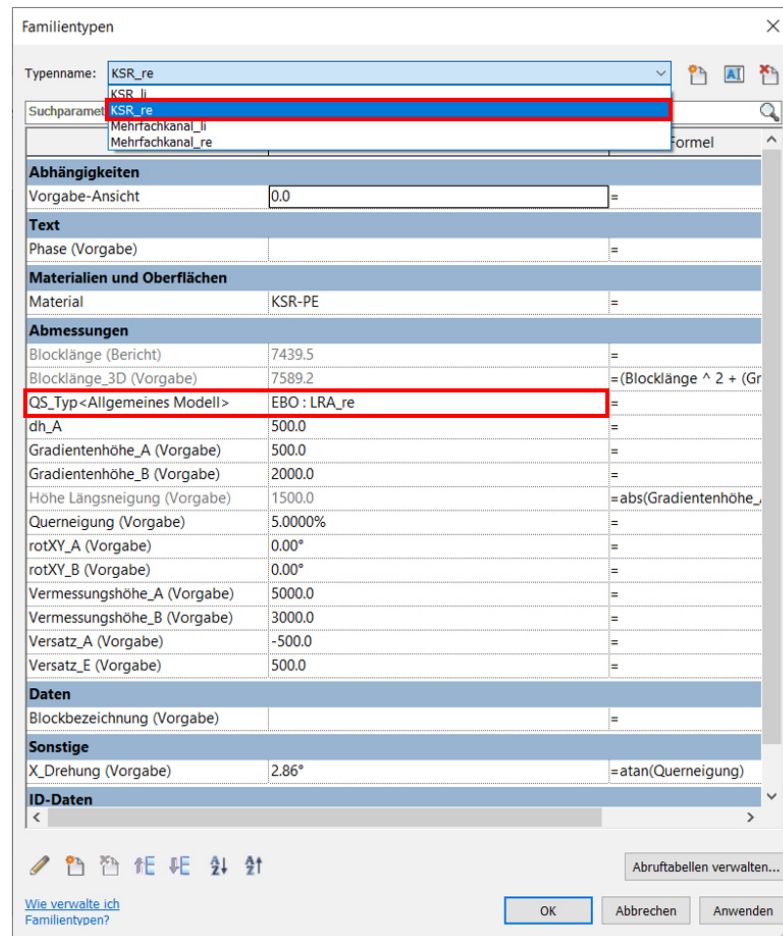 Familientypen
Typenname: KSR_re
KSR_li
Suchparamet KSR_re
Mehrfachkanal_li
Mehrfachkanal_re
Formel
Abhängigkeiten
Vorgabe-Ansicht 0.0 =
Text
Phase (Vorgabe) =
Materialien und Oberflächen
Material KSR-PE =
Abmessungen
Blocklänge (Bericht) 7439.5 =
Blocklänge_3D (Vorgabe) 7589.2 =(Blocklänge ^ 2 + (Gr
QS_Typ<Allgemeines Modell> EBO : LRA_re =
dh_A 500.0 =
Gradientenhöhe_A (Vorgabe) 500.0 =
Gradientenhöhe_B (Vorgabe) 2000.0 =
Höhe Längsneigung (Vorgabe) 1500.0 =abs(Gradientenhöhe_
Querneigung (Vorgabe) 5.0000% =
rotXY_A (Vorgabe) 0.00° =
rotXY_B (Vorgabe) 0.00° =
Vermessungshöhe_A (Vorgabe) 5000.0 =
Vermessungshöhe_B (Vorgabe) 3000.0 =
Versatz_A (Vorgabe) -500.0 =
Versatz_E (Vorgabe) 500.0 =
Daten
Blockbezeichnung (Vorgabe) =
Sonstige
X_Drehung (Vorgabe) 2.86° =atan(Querneigung)
ID-Daten
Abruftabellen verwalten...
Wie verwalte ich
Familientypen?
OK Abbrechen Anwenden